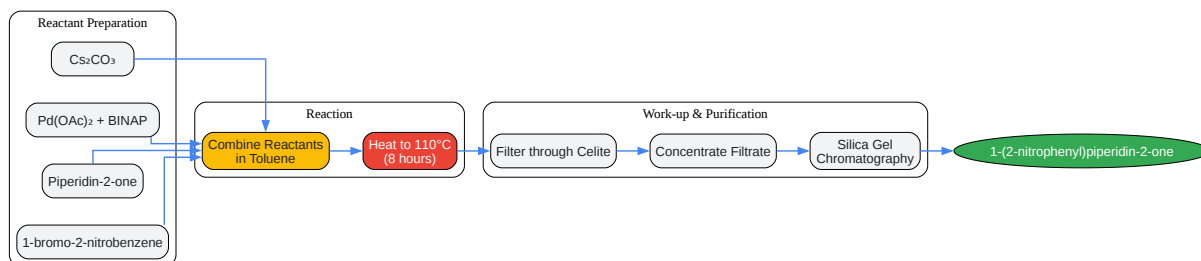 Reactant Preparation
Cs₂CO₃
Pd(OAc)₂ + BINAP
Piperidin-2-one
1-bromo-2-nitrobenzene
Reaction
Combine Reactants
in Toluene
Heat to 110°C
(8 hours)
Work-up & Purification
Filter through Celite
Concentrate Filtrate
Silica Gel
Chromatography
1-(2-nitrophenyl)piperidin-2-one